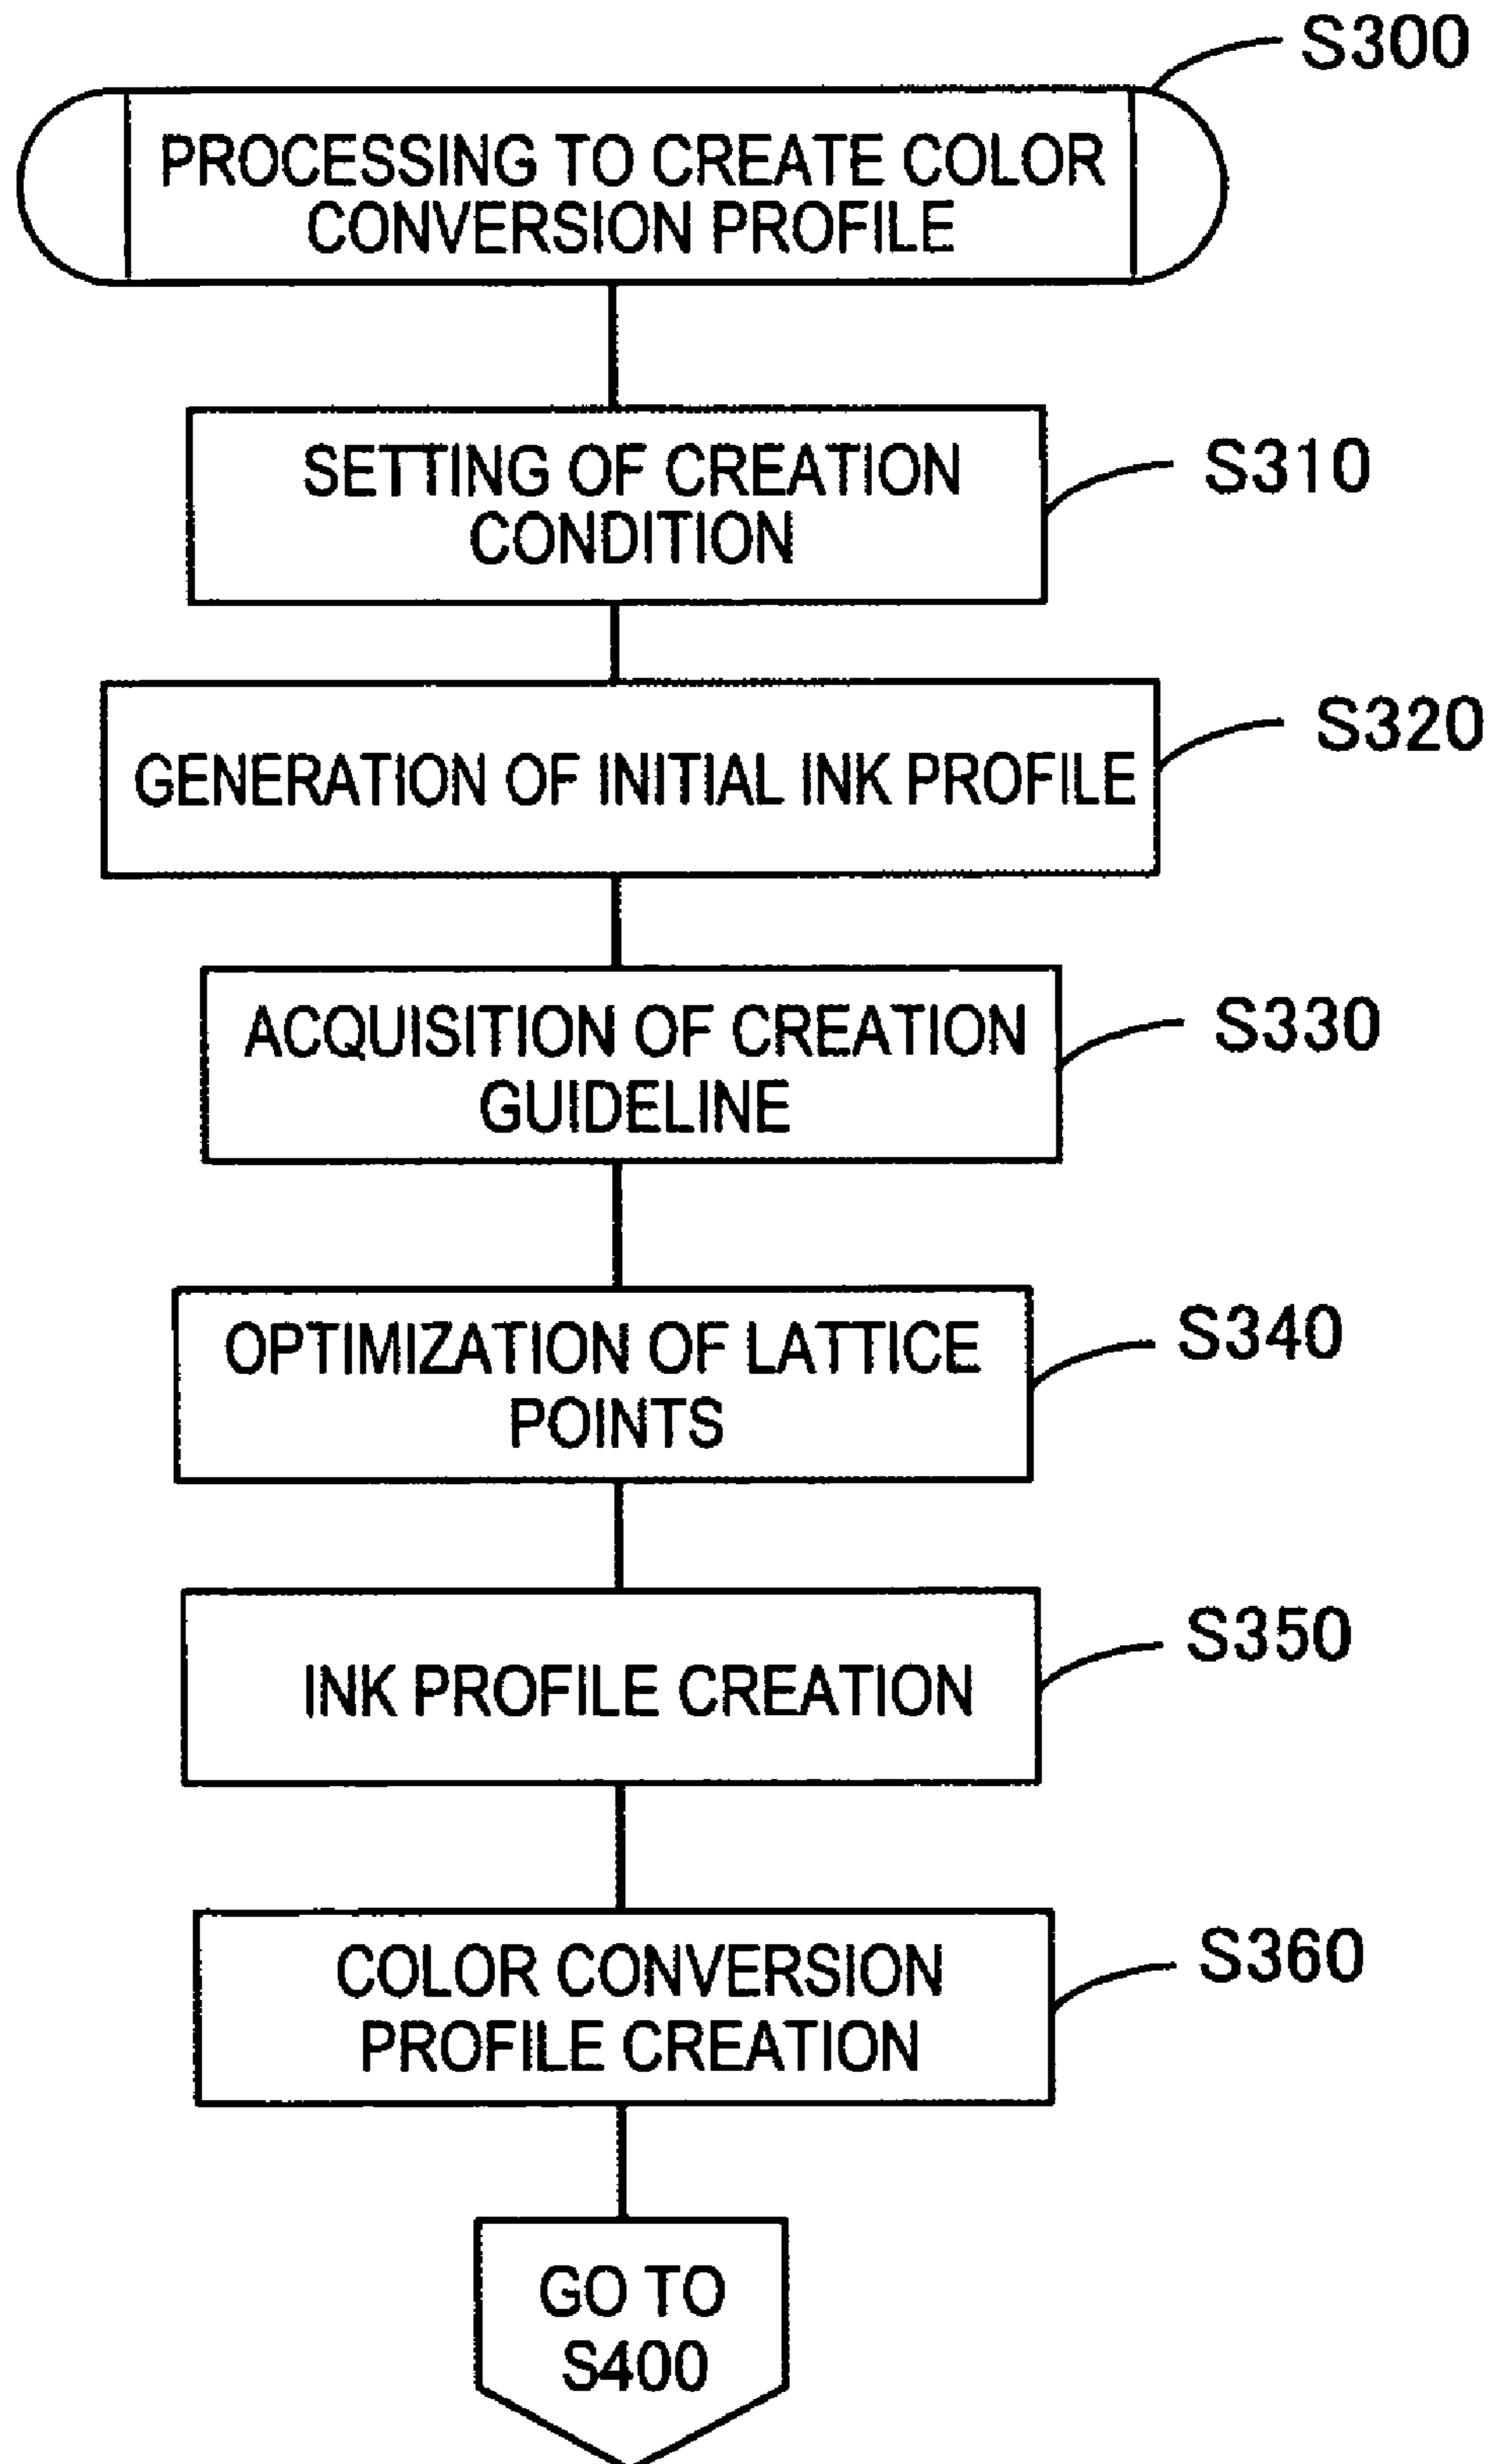 S300
PROCESSING TO CREATE COLOR
CONVERSION PROFILE
SETTING OF CREATION
CONDITION
S310
GENERATION OF INITIAL INK PROFILE
S320
ACQUISITION OF CREATION
GUIDELINE
S330
OPTIMIZATION OF LATTICE
POINTS
S340
INK PROFILE CREATION
S350
COLOR CONVERSION
PROFILE CREATION
S360
GO TO
S400